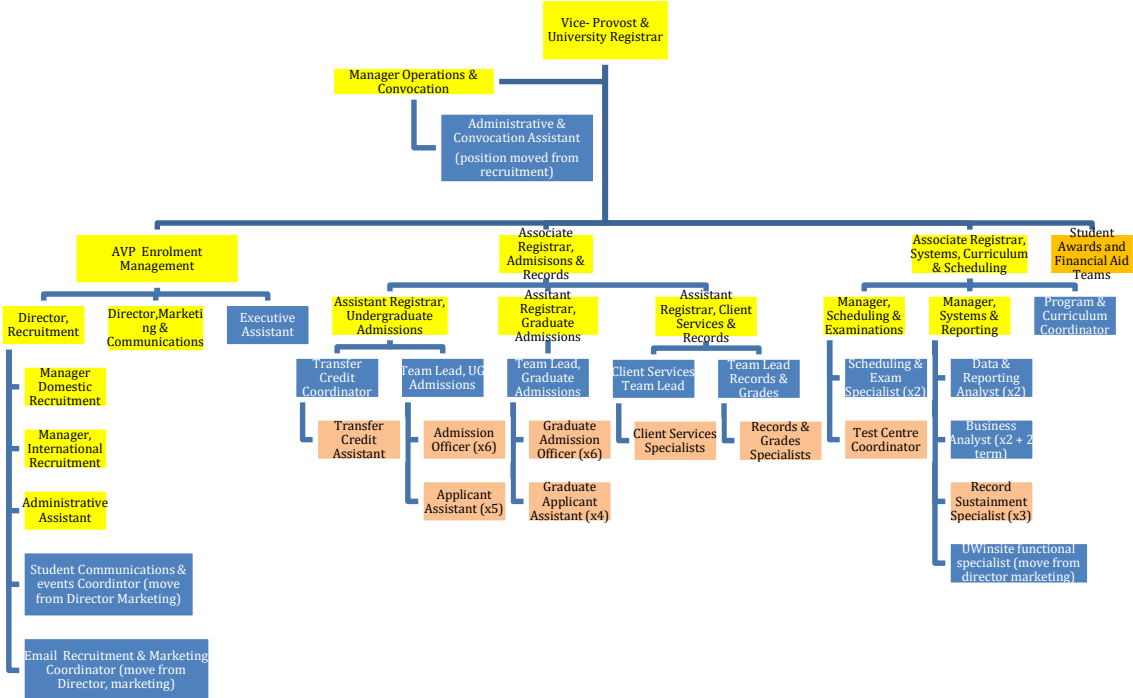 Vice- Provost &
University Registrar
Manager Operations &
Convocation
Administrative &
Convocation Assistant
(position moved from
recruitment)
AVP Enrolment
Management
Associate
Registrar,
Admisisons &
Records
Associate Registrar,
Systems, Curriculum
& Scheduling
Student
Awards and
Financial Aid
Teams
Director,
Recruitment
Director,Marketi
ng &
Communications
Executive
Assistant
Assistant Registrar,
Undergraduate
Admissions
Assitant
Registrar,
Graduate
Admissions
Assistant
Registrar, Client
Services &
Records
Manager,
Scheduling &
Examinations
Manager,
Systems &
Reporting
Program &
Curriculum
Coordinator
Manager
Domestic
Recruitment
Manager,
International
Recruitment
Administrative
Assistant
Student Communications &
events Coordintor (move
from Director Marketing)
Email Recruitment & Marketing
Coordinator (move from
Director, marketing)
Transfer
Credit
Coordinator
Transfer
Credit
Assistant
Team Lead, UG
Admissions
Admission
Officer (x6)
Applicant
Assistant (x5)
Team Lead,
Graduate
Admissions
Graduate
Admission
Officer (x6)
Graduate
Applicant
Assistant (x4)
Client Services
Team Lead
Client Services
Specialists
Team Lead
Records &
Grades
Records &
Grades
Specialists
Scheduling &
Exam
Specialist (x2)
Test Centre
Coordinator
Data &
Reporting
Analyst (x2)
Business
Analyst (x2 + 2
term)
Record
Sustainment
Specialist (x3)
UWinsite functional
specialist (move from
director marketing)